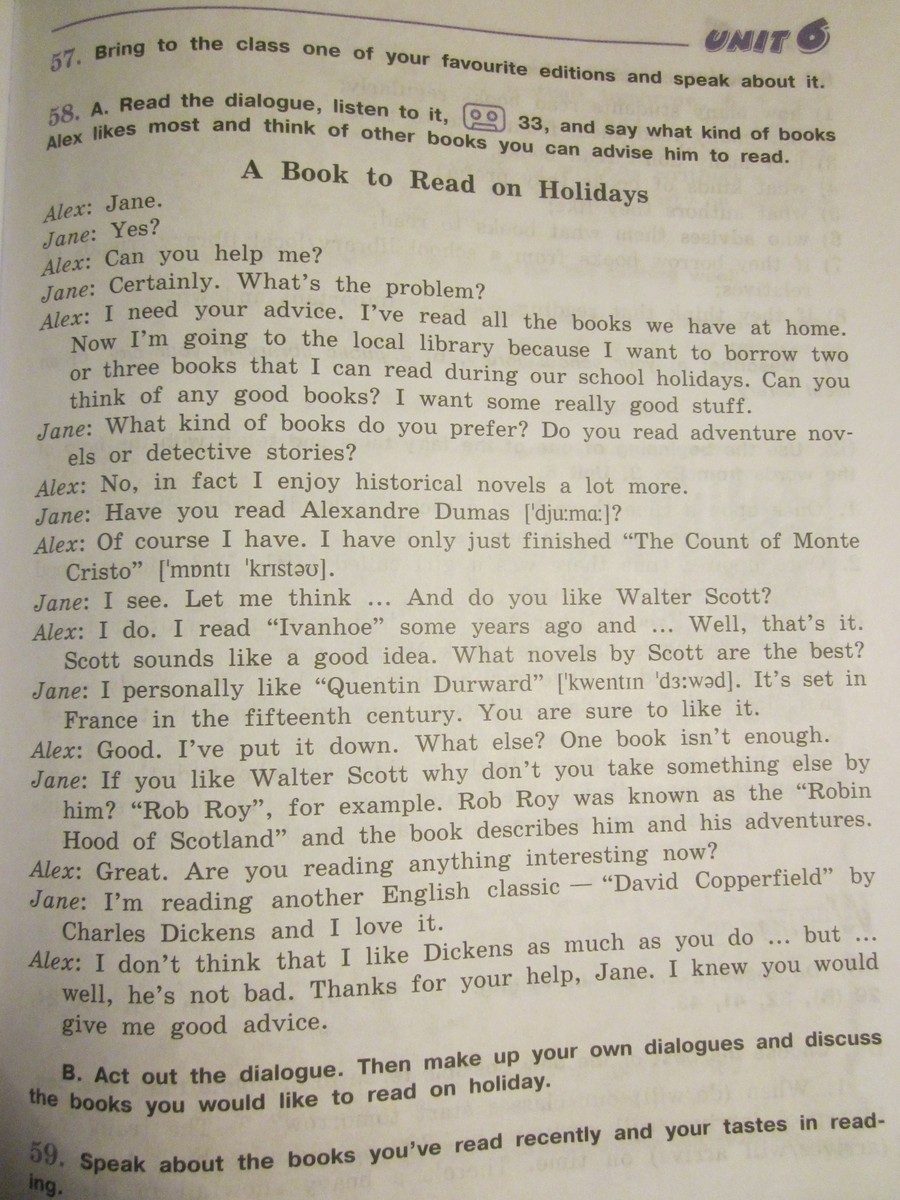 UNIT 6
57. Bring to the class one of your favourite editions and speak about it.
58. A. Read the dialogue, listen to it, 33, and say what kind of books
Alex likes most and think of other books you can advise him to read.
A Book to Read on Holidays
Alex: Jane.
Jane: Yes?
Alex: Can you help me?
Jane: Certainly. What's the problem?
Alex: I need your advice. I've read all the books we have at home.
Now I'm going to the local library because I want to borrow two
or three books that I can read during our school holidays. Can you
think of any good books? I want some really good stuff.
Jane: What kind of books do you prefer? Do you read adventure nov-
els or detective stories?
Alex: No, in fact I enjoy historical novels a lot more.
Jane: Have you read Alexandre Dumas [ˈdjuːmɑː]?
Alex: Of course I have. I have only just finished “The Count of Monte
Cristo” [ˈmɒntɪ ˈkrɪstəʊ].
Jane: I see. Let me think ... And do you like Walter Scott?
Alex: I do. I read “Ivanhoe” some years ago and ... Well, that's it.
Scott sounds like a good idea. What novels by Scott are the best?
Jane: I personally like “Quentin Durward” [ˈkwentɪn ˈdɜːwəd]. It's set in
France in the fifteenth century. You are sure to like it.
Alex: Good. I've put it down. What else? One book isn't enough.
Jane: If you like Walter Scott why don't you take something else by
him? “Rob Roy”, for example. Rob Roy was known as the “Robin
Hood of Scotland” and the book describes him and his adventures.
Alex: Great. Are you reading anything interesting now?
Jane: I'm reading another English classic — “David Copperfield” by
Charles Dickens and I love it.
Alex: I don't think that I like Dickens as much as you do ... but ...
well, he's not bad. Thanks for your help, Jane. I knew you would
give me good advice.
B. Act out the dialogue. Then make up your own dialogues and discuss
the books you would like to read on holiday.
59. Speak about the books you've read recently and your tastes in read-
ing.